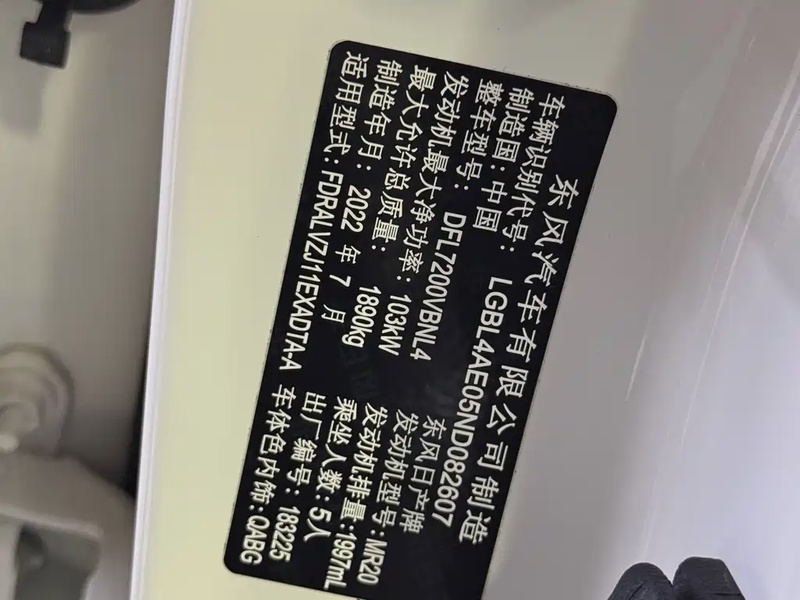 东风汽车有限公司制造
车辆识别代号: LGBL4AE05ND082607
制造国: 中国 东风日产牌
整车型号: DFL7200VBNL4 发动机型号: MR20
发动机最大净功率: 103kW 发动机排量: 1997mL
最大允许总质量: 1890kg 乘坐人数: 5人
制造年月: 2022 年 7 月 出厂编号: 183225
适用型式: FDRALVZJ11EXADTA-A 车体色内饰: QABG